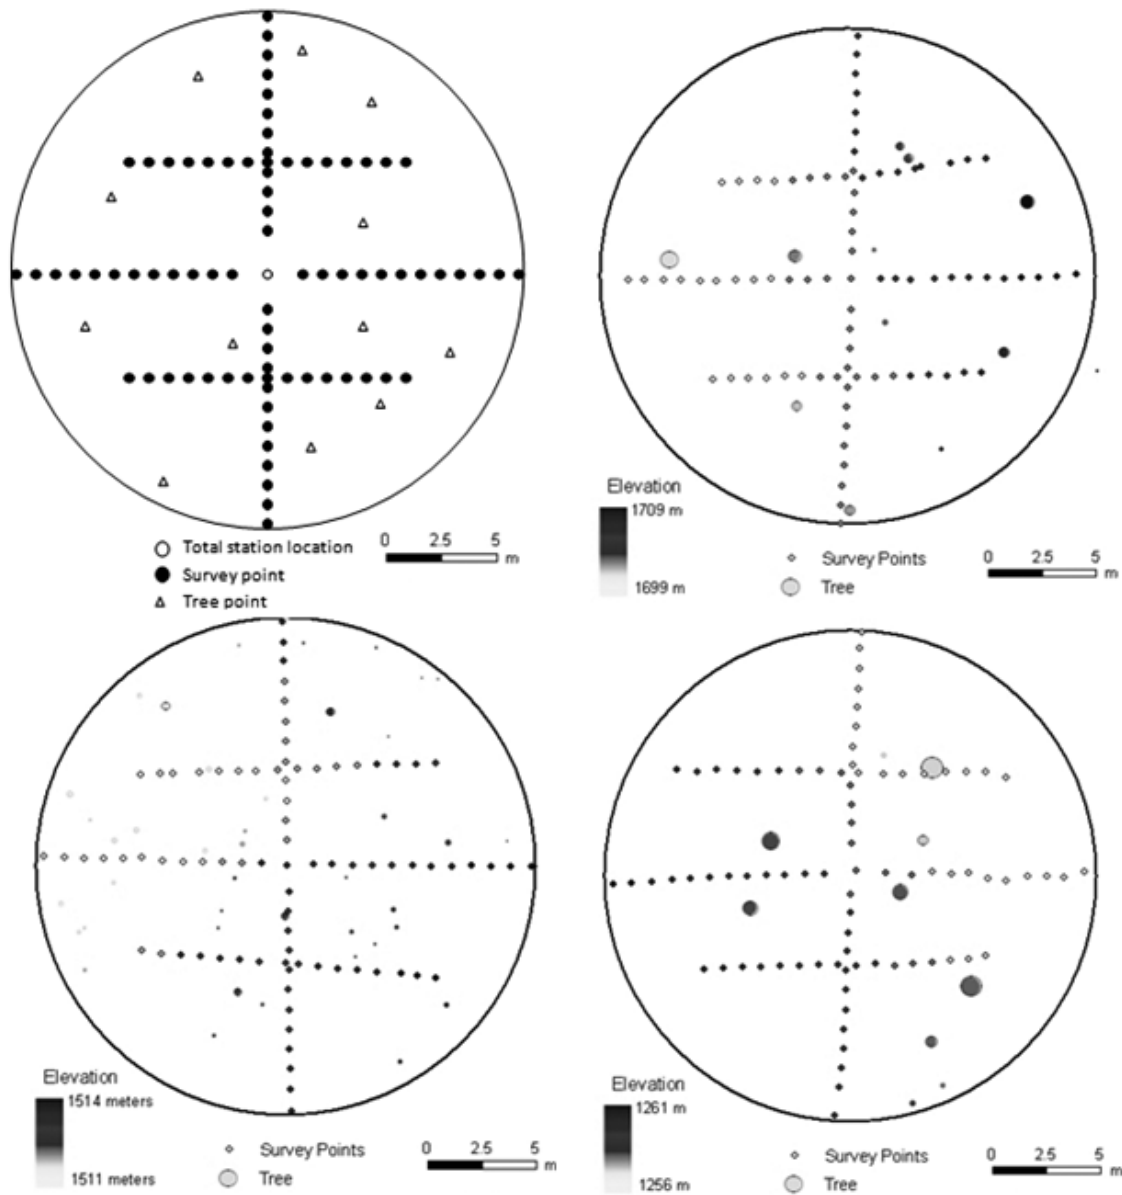 Total station location
Survey point
Tree point
0 2.5 5
m
Elevation
1709 m
1699 m
Survey Points
Tree
0 2.5 5
m
Elevation
1514 meters
1511 meters
Survey Points
Tree
0 2.5 5
m
Elevation
1261 m
1256 m
Survey Points
Tree
0 2.5 5
m